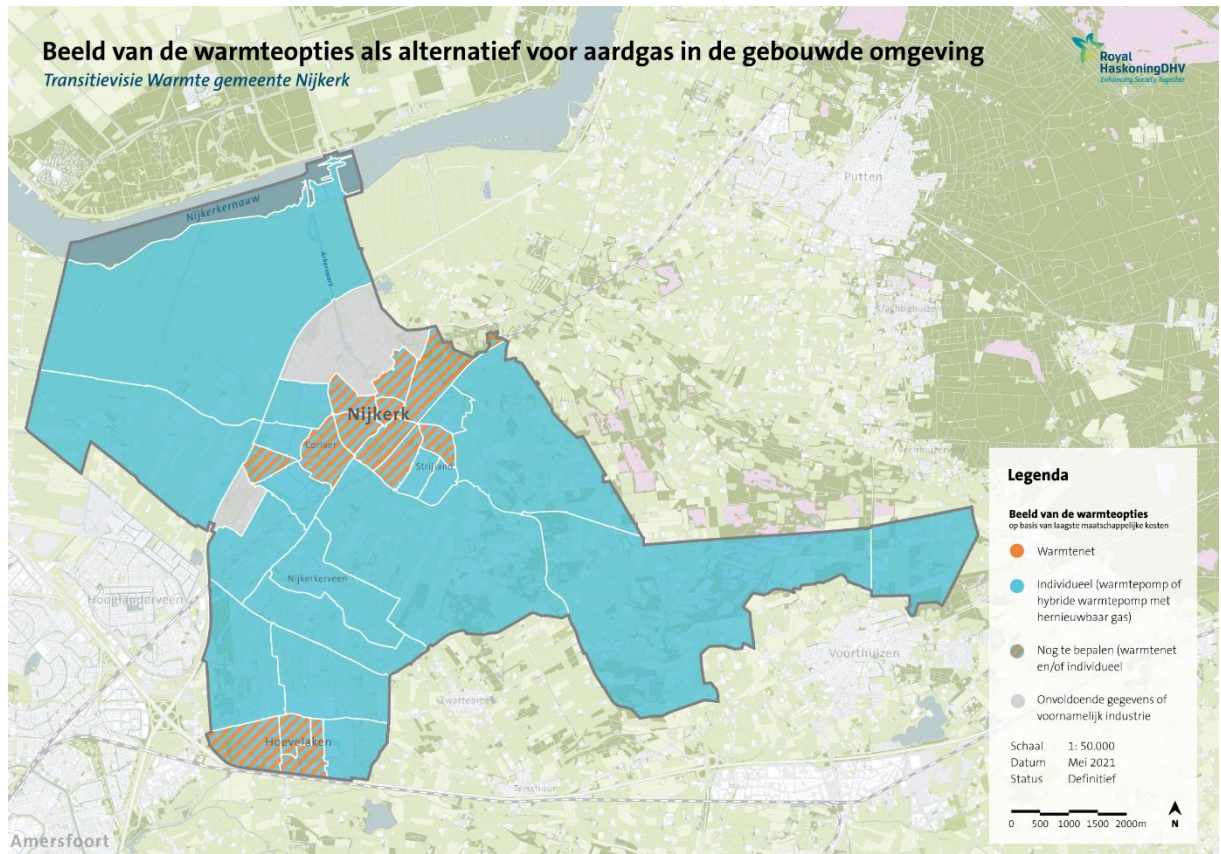 Beeld van de warmteopties als alternatief voor aardgas in de gebouwde omgeving
Transitievisie Warmte gemeente Nijkerk
Royal
HaskoningDHV
Enhancing Society Together
Putten
Nijkerkernauw
Arkervaart
Krachtighuizen
Nijkerk
Corlaer
Strijland
Veenhuizerveld
Nijkerkerveen
Hooglanderveen
Voorthuizen
Zwartebroek
Hoevelaken
Terschuur
Amersfoort
Legenda
Beeld van de warmteopties
op basis van laagste maatschappelijke kosten
Warmtenet
Individueel (warmtepomp of
hybride warmtepomp met
hernieuwbaar gas)
Nog te bepalen (warmtenet
en/of individueel
Onvoldoende gegevens of
voornamelijk industrie
Schaal 1: 50.000
Datum Mei 2021
Status Definitief
0 500 1000 1500 2000m
N